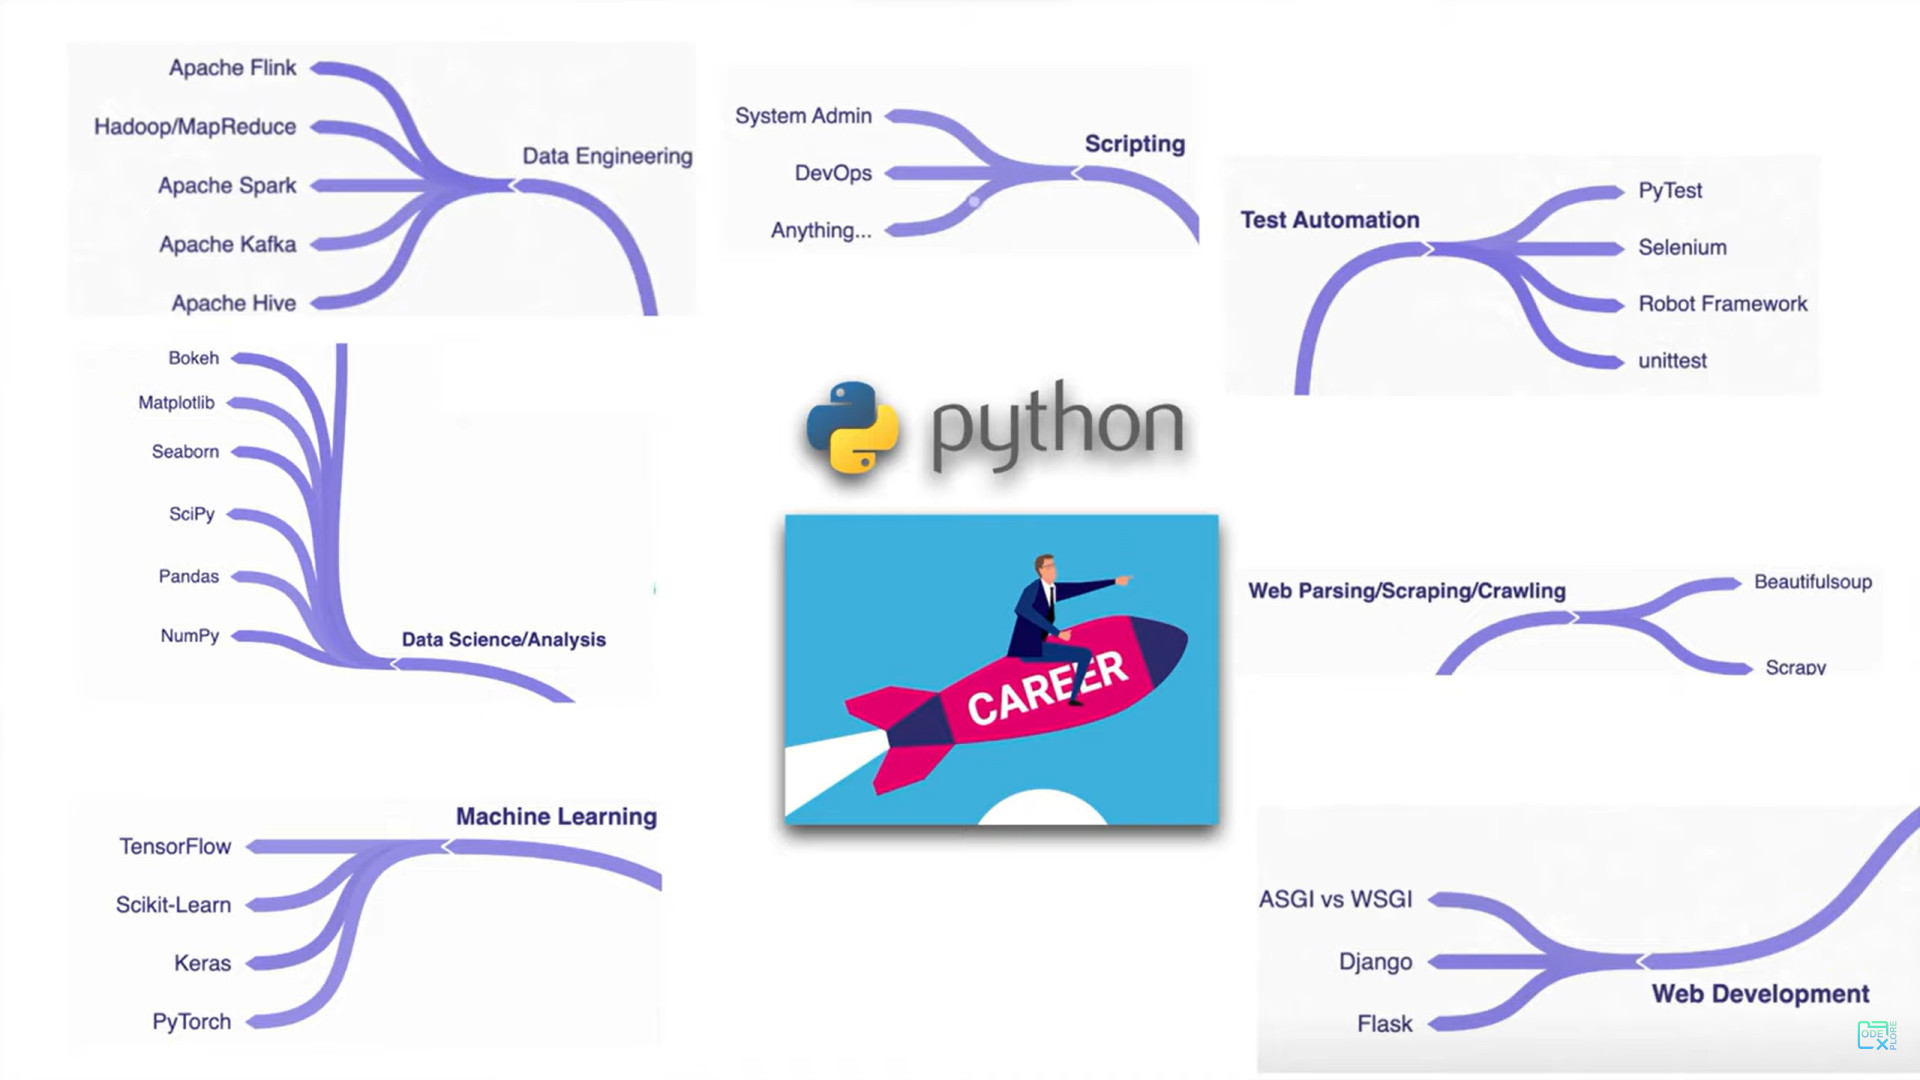 Apache Flink
Hadoop/MapReduce
Apache Spark
Apache Kafka
Apache Hive
Data Engineering
System Admin
DevOps
Anything...
Scripting
Test Automation
PyTest
Selenium
Robot Framework
unittest
Bokeh
Matplotlib
Seaborn
SciPy
Pandas
NumPy
Data Science/Analysis
python
CAREER
Web Parsing/Scraping/Crawling
Beautifulsoup
Scrapy
Machine Learning
TensorFlow
Scikit-Learn
Keras
PyTorch
ASGI vs WSGI
Django
Flask
Web Development
ODE
X
PLORE